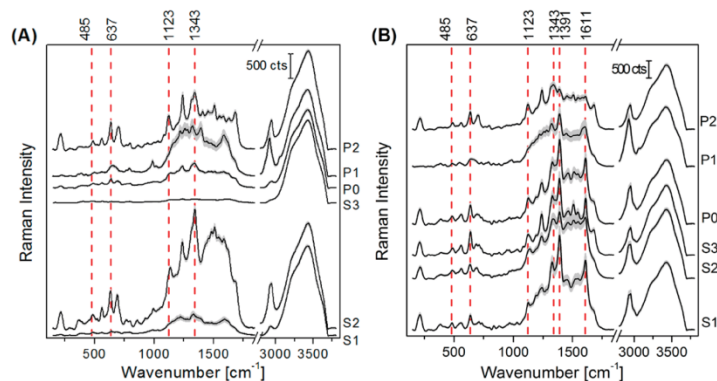 (A)
485
637
1123
1343
500 cts
P2
P1
P0
S3
S2
S1
Raman Intensity
500
1000
1500
3000
3500
Wavenumber [cm⁻¹]
(B)
485
637
1123
1343
1391
1611
500 cts
P2
P1
P0
S3
S2
S1
Raman Intensity
500
1000
1500
3000
3500
Wavenumber [cm⁻¹]